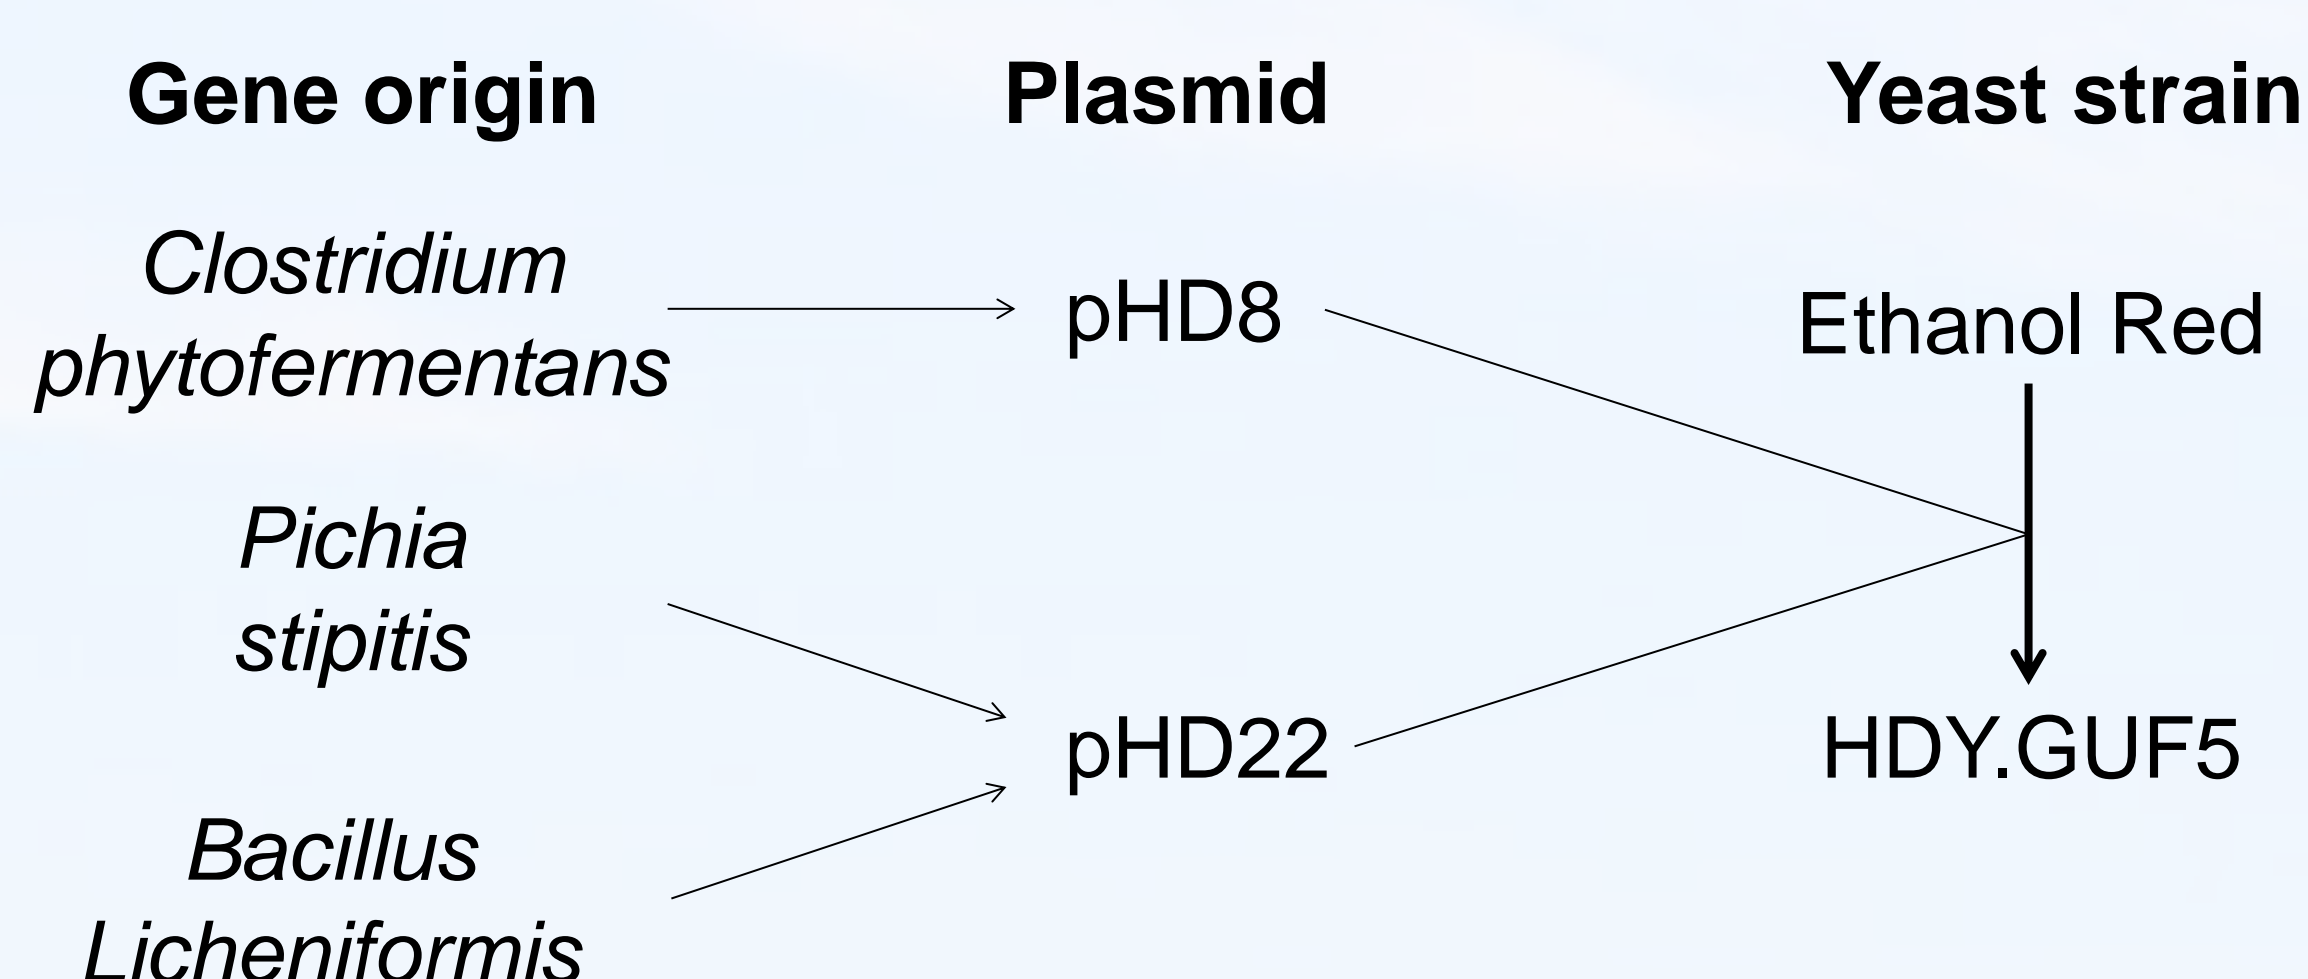 Gene origin
Plasmid
Yeast strain
Clostridium
phytofermentans
pHD8
Ethanol Red
Pichia
stipitis
pHD22
HDY.GUF5
Bacillus
Licheniformis